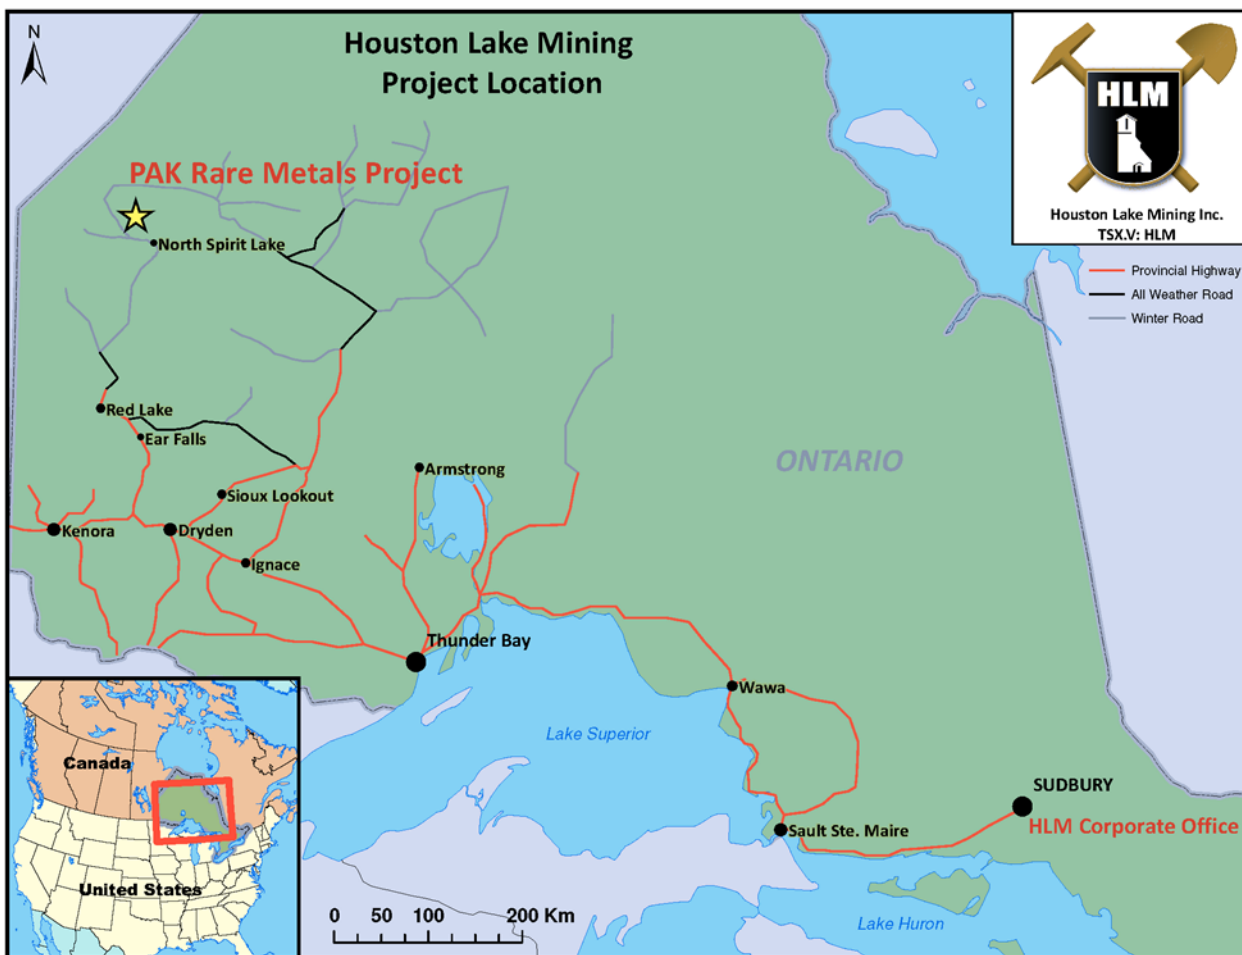 N
Houston Lake Mining
Project Location
HLM
Houston Lake Mining Inc.
TSX.V: HLM
Provincial Highway
All Weather Road
Winter Road
PAK Rare Metals Project
North Spirit Lake
Red Lake
Ear Falls
ONTARIO
Armstrong
Sioux Lookout
Kenora
Dryden
Ignace
Thunder Bay
Wawa
Lake Superior
Canada
SUDBURY
HLM Corporate Office
Sault Ste. Maire
United States
0 50 100 200 Km
Lake Huron